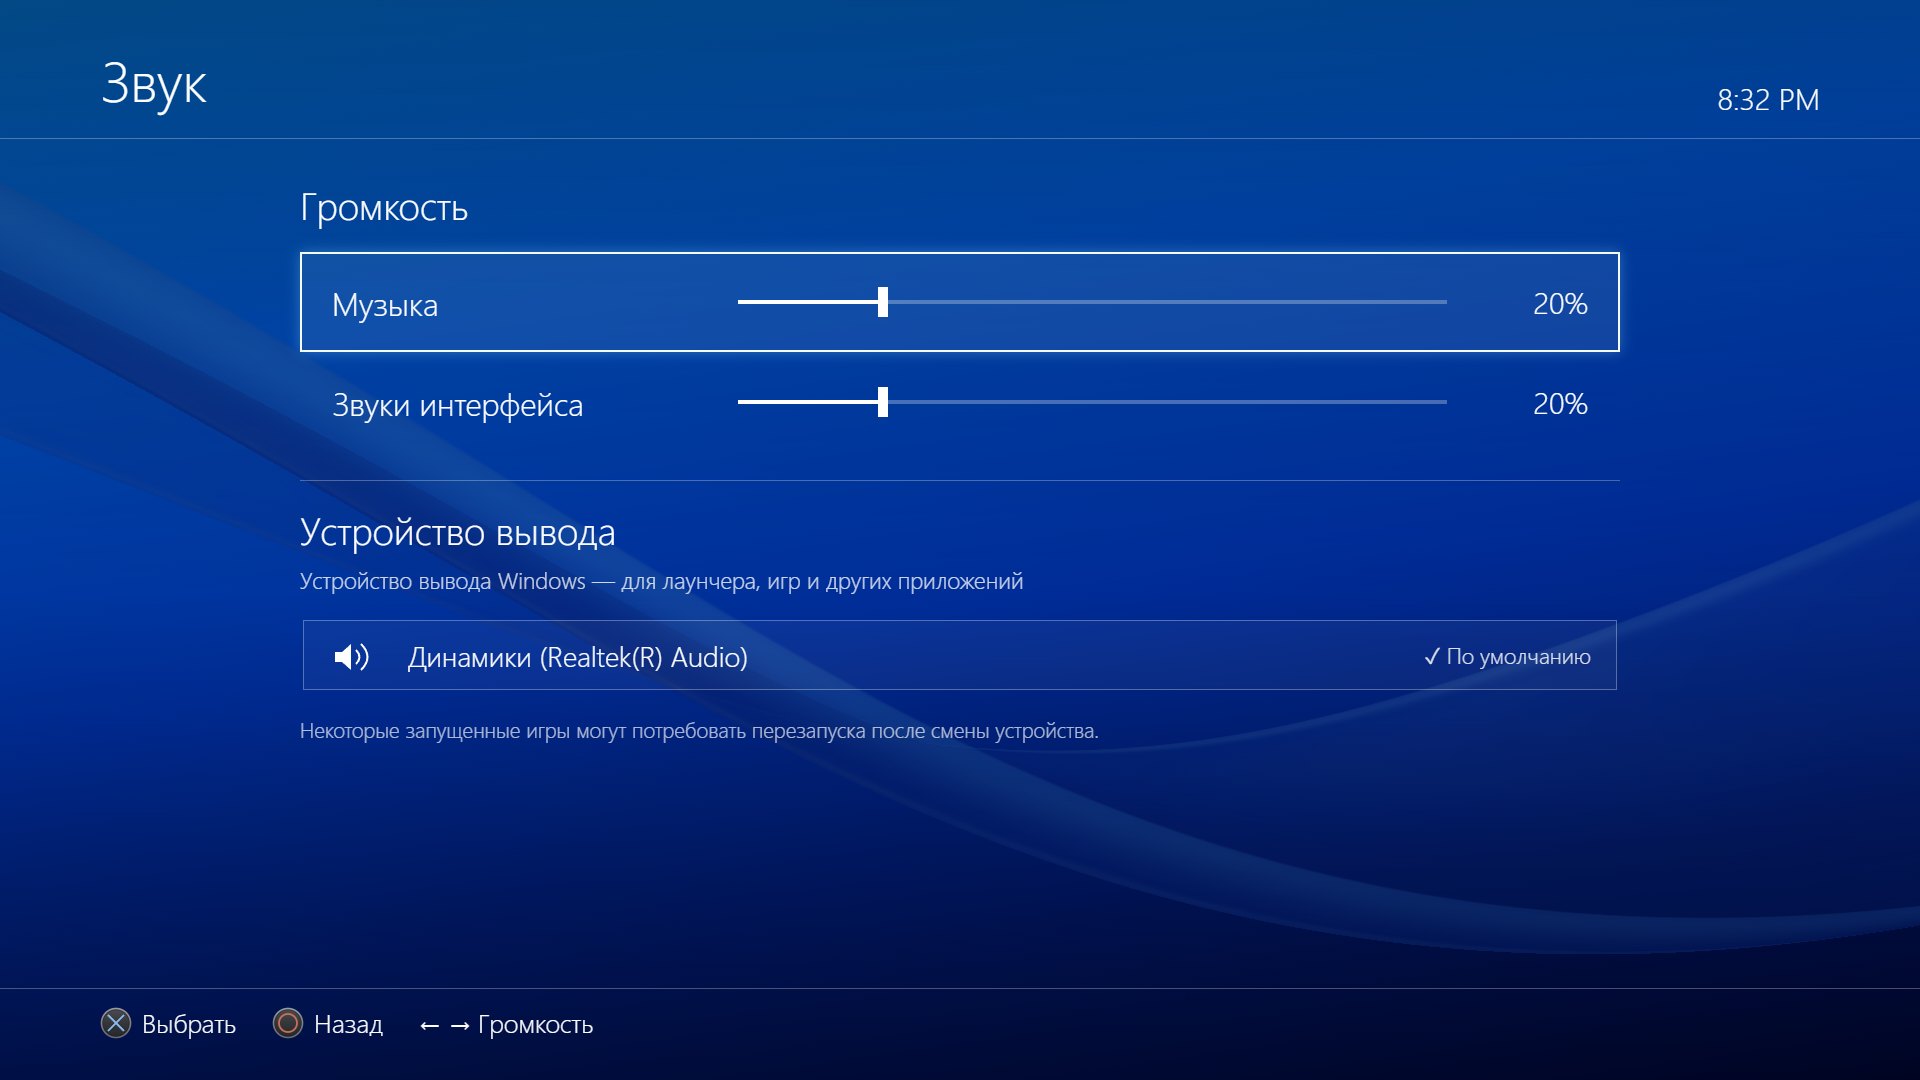 Звук
8:32 PM
Громкость
Музыка 20%
Звуки интерфейса 20%
Устройство вывода
Устройство вывода Windows — для лаунчера, игр и других приложений
Динамики (Realtek(R) Audio) ✓ По умолчанию
Некоторые запущенные игры могут потребовать перезапуска после смены устройства.
Выбрать Назад ← → Громкость